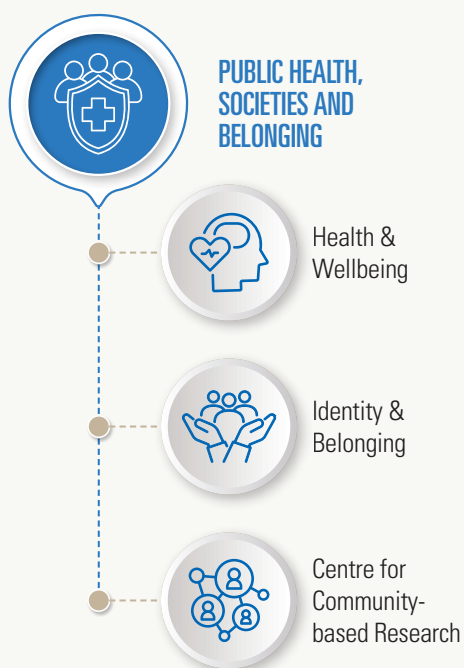 PUBLIC HEALTH,
SOCIETIES AND
BELONGING
Health &
Wellbeing
Identity &
Belonging
Centre for
Community-
based Research